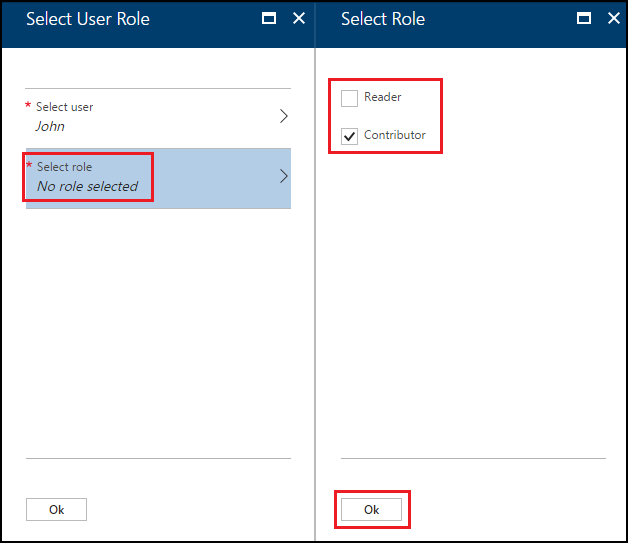 Select User Role
* Select user
John
* Select role
No role selected
Ok
Select Role
Reader
Contributor
Ok